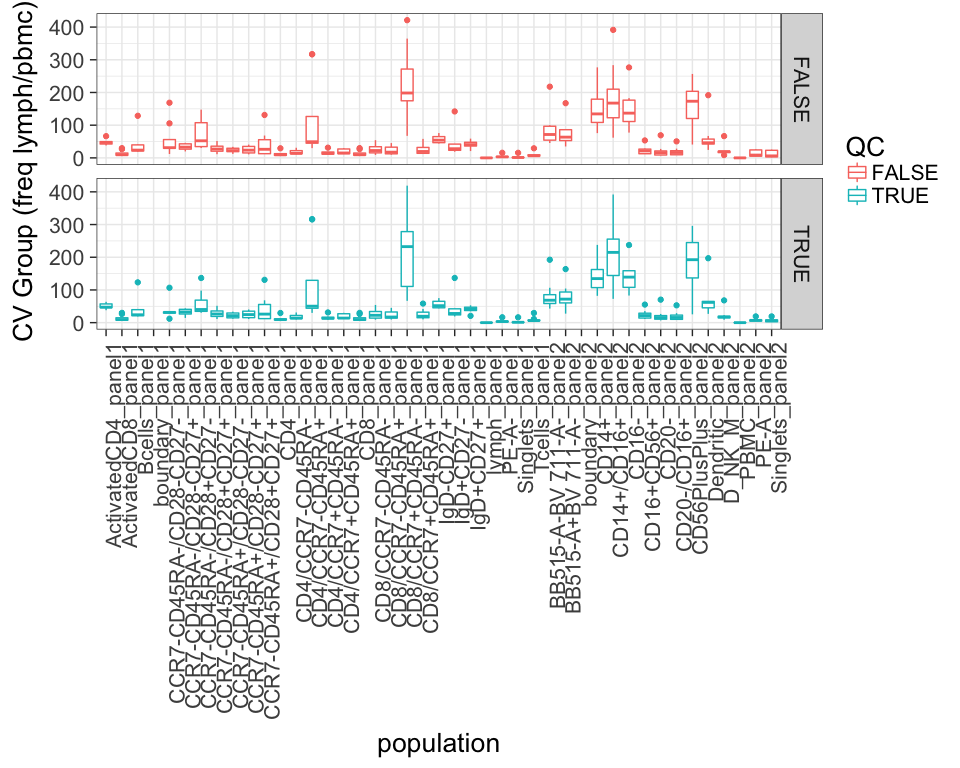 CV Group (freq lymph/pbmc)
400
300
200
100
0
FALSE
400
300
200
100
0
TRUE
ActivatedCD4_panel1
ActivatedCD8_panel1
Bcells_panel1
boundary_panel1
CCR7-CD45RA-/CD28-CD27-_panel1
CCR7-CD45RA-/CD28-CD27+_panel1
CCR7-CD45RA-/CD28+CD27-_panel1
CCR7-CD45RA-/CD28+CD27+_panel1
CCR7-CD45RA+/CD28-CD27-_panel1
CCR7-CD45RA+/CD28-CD27+_panel1
CCR7-CD45RA+/CD28+CD27+_panel1
CD4_panel1
CD4/CCR7-CD45RA-_panel1
CD4/CCR7-CD45RA+_panel1
CD4/CCR7+CD45RA-_panel1
CD4/CCR7+CD45RA+_panel1
CD8_panel1
CD8/CCR7-CD45RA-_panel1
CD8/CCR7-CD45RA+_panel1
CD8/CCR7+CD45RA-_panel1
CD8/CCR7+CD45RA+_panel1
IgD-CD27+_panel1
IgD+CD27-_panel1
IgD+CD27+_panel1
lymph_panel1
PE-A_panel1
Singlets_panel1
Tcells_panel1
BB515-A-BV 711-A-_panel2
BB515-A+BV 711-A-_panel2
boundary_panel2
CD14+_panel2
CD14+/CD16+_panel2
CD16-_panel2
CD16+CD56+_panel2
CD20-_panel2
CD20-/CD16+_panel2
CD56PlusPlus_panel2
Dendritic_panel2
D_NK_M_panel2
PBMC_panel2
PE-A_panel2
Singlets_panel2
population
QC
FALSE
TRUE